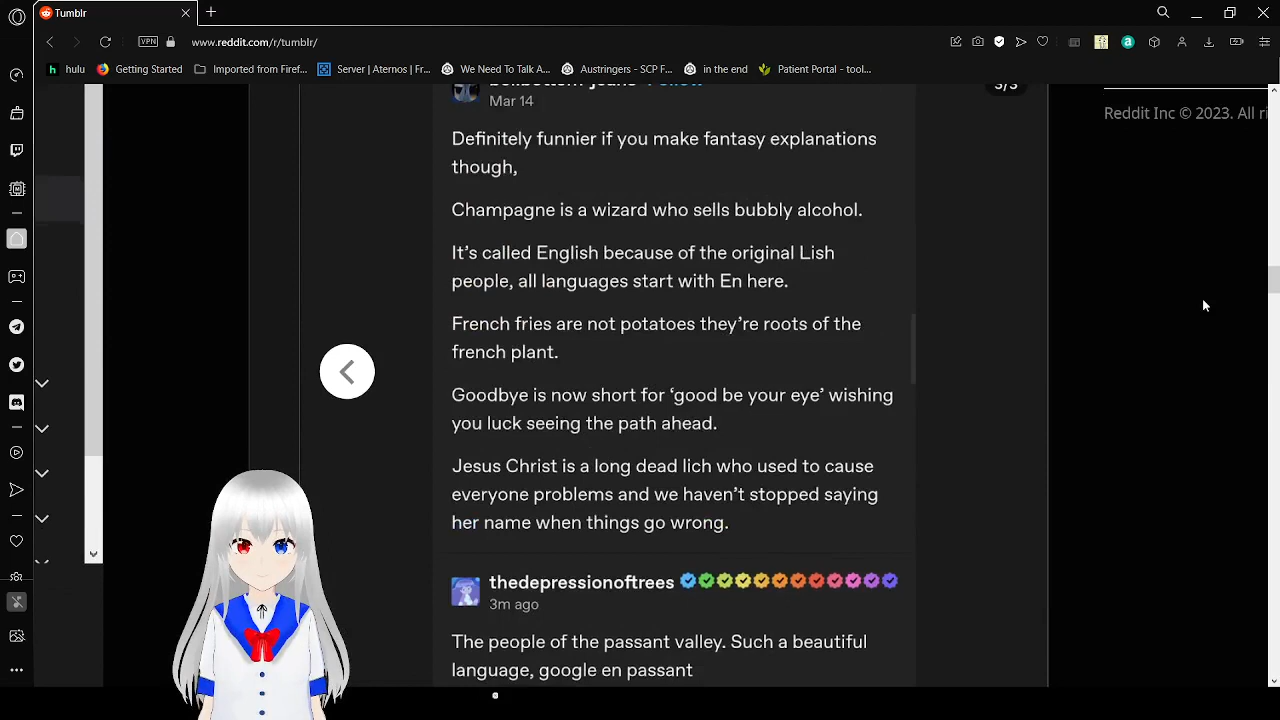 Tumblr
VPN
www.reddit.com/r/tumblr/
h hulu
Getting Started
Imported from Firef...
Server | Aternos | Fr...
We Need To Talk A...
Austringers - SCP F...
in the end
Patient Portal - tool...
Mar 14
3/3
Reddit Inc © 2023. All ri
Definitely funnier if you make fantasy explanations
though,
Champagne is a wizard who sells bubbly alcohol.
It’s called English because of the original Lish
people, all languages start with En here.
French fries are not potatoes they’re roots of the
french plant.
Goodbye is now short for ‘good be your eye’ wishing
you luck seeing the path ahead.
Jesus Christ is a long dead lich who used to cause
everyone problems and we haven’t stopped saying
her name when things go wrong.
thedepressionoftrees
3m ago
The people of the passant valley. Such a beautiful
language, google en passant